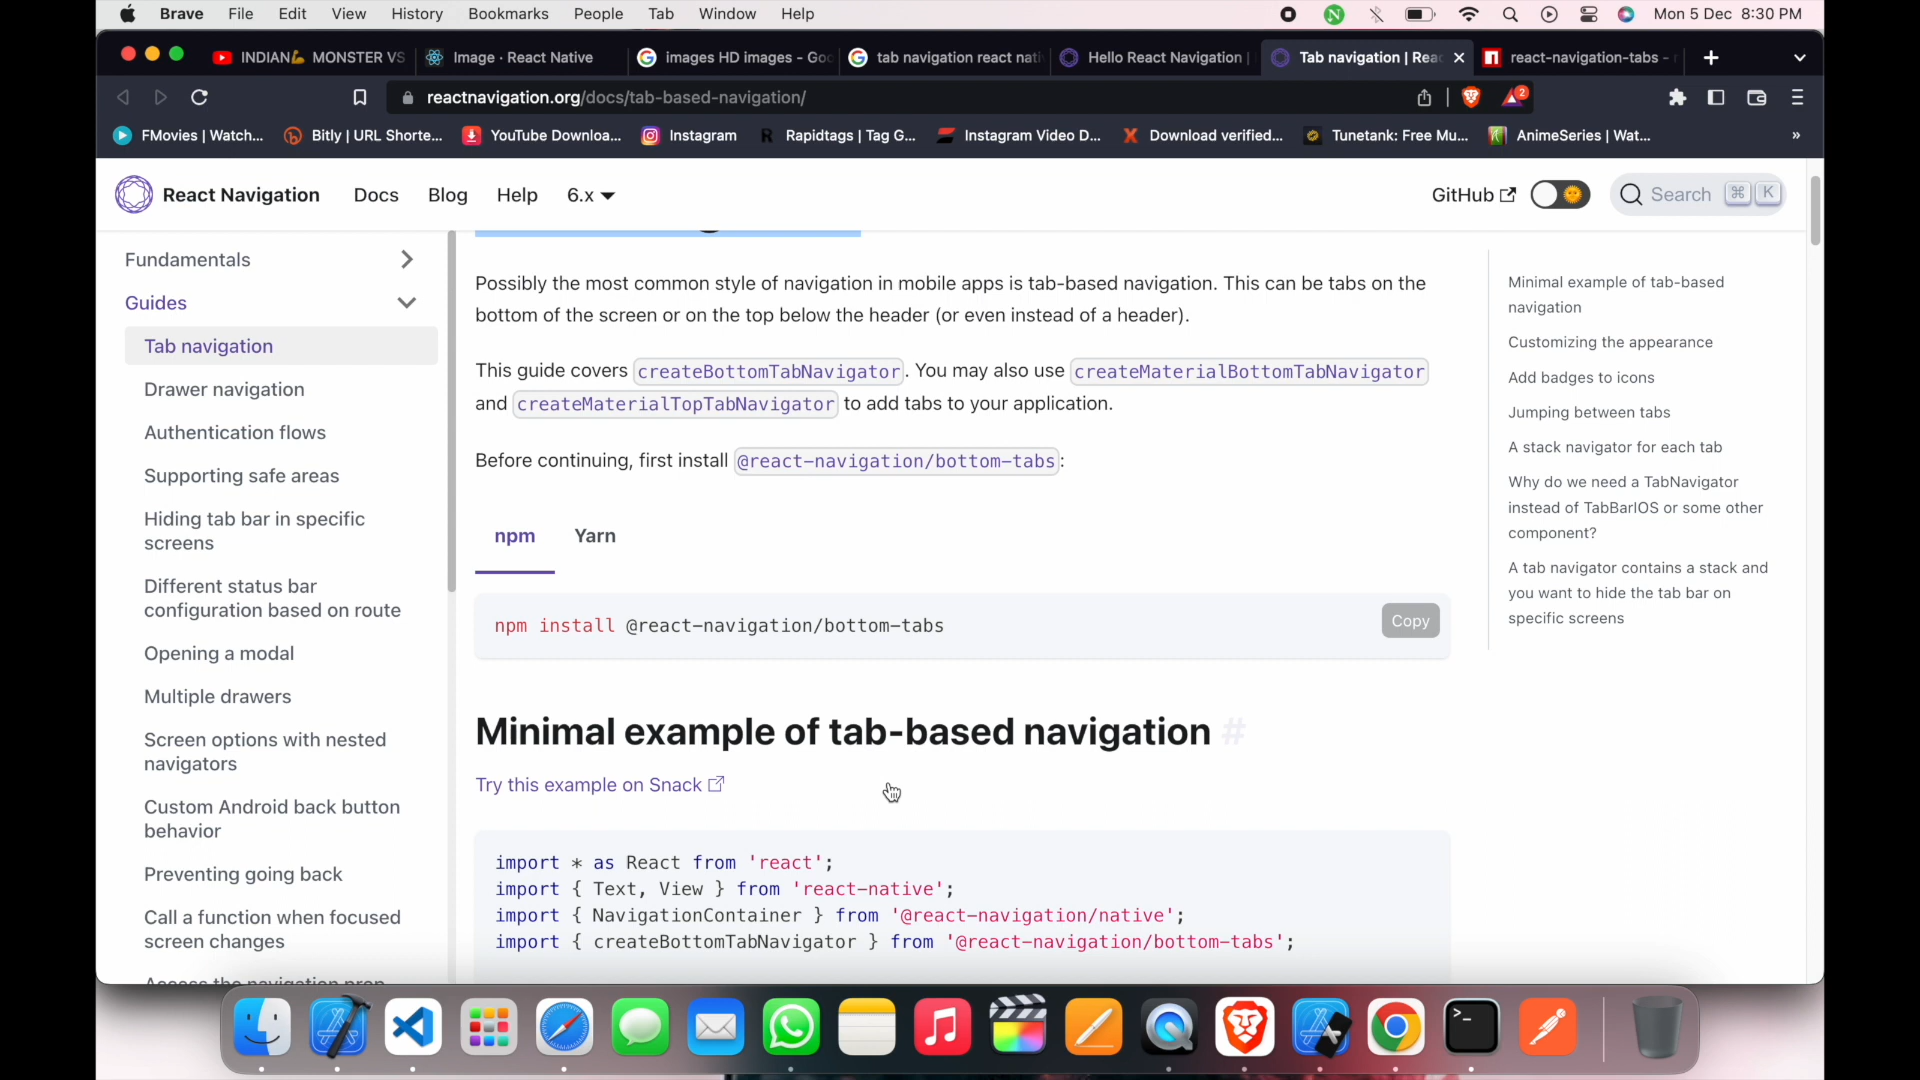 Brave File Edit View History Bookmarks People Tab Window Help Mon 5 Dec 8:30 PM
INDIAN💪 MONSTER VS Image · React Native images HD images - Goo tab navigation react nati Hello React Navigation | Tab navigation | Reac react-navigation-tabs -
reactnavigation.org/docs/tab-based-navigation/ 2
FMovies | Watch... Bitly | URL Shorte... YouTube Downloa... Instagram Rapidtags | Tag G... Instagram Video D... Download verified... Tunetank: Free Mu... AnimeSeries | Wat... »
React Navigation Docs Blog Help 6.x GitHub Search ⌘ K
Fundamentals
Guides
Tab navigation
Drawer navigation
Authentication flows
Supporting safe areas
Hiding tab bar in specific
screens
Different status bar
configuration based on route
Opening a modal
Multiple drawers
Screen options with nested
navigators
Custom Android back button
behavior
Preventing going back
Call a function when focused
screen changes
Access the navigation prop
Possibly the most common style of navigation in mobile apps is tab-based navigation. This can be tabs on the
bottom of the screen or on the top below the header (or even instead of a header).
This guide covers createBottomTabNavigator. You may also use createMaterialBottomTabNavigator
and createMaterialTopTabNavigator to add tabs to your application.
Before continuing, first install @react-navigation/bottom-tabs:
npm Yarn
npm install @react-navigation/bottom-tabs
Copy
Minimal example of tab-based navigation #
Try this example on Snack
import * as React from 'react';
import { Text, View } from 'react-native';
import { NavigationContainer } from '@react-navigation/native';
import { createBottomTabNavigator } from '@react-navigation/bottom-tabs';
Minimal example of tab-based
navigation
Customizing the appearance
Add badges to icons
Jumping between tabs
A stack navigator for each tab
Why do we need a TabNavigator
instead of TabBarIOS or some other
component?
A tab navigator contains a stack and
you want to hide the tab bar on
specific screens